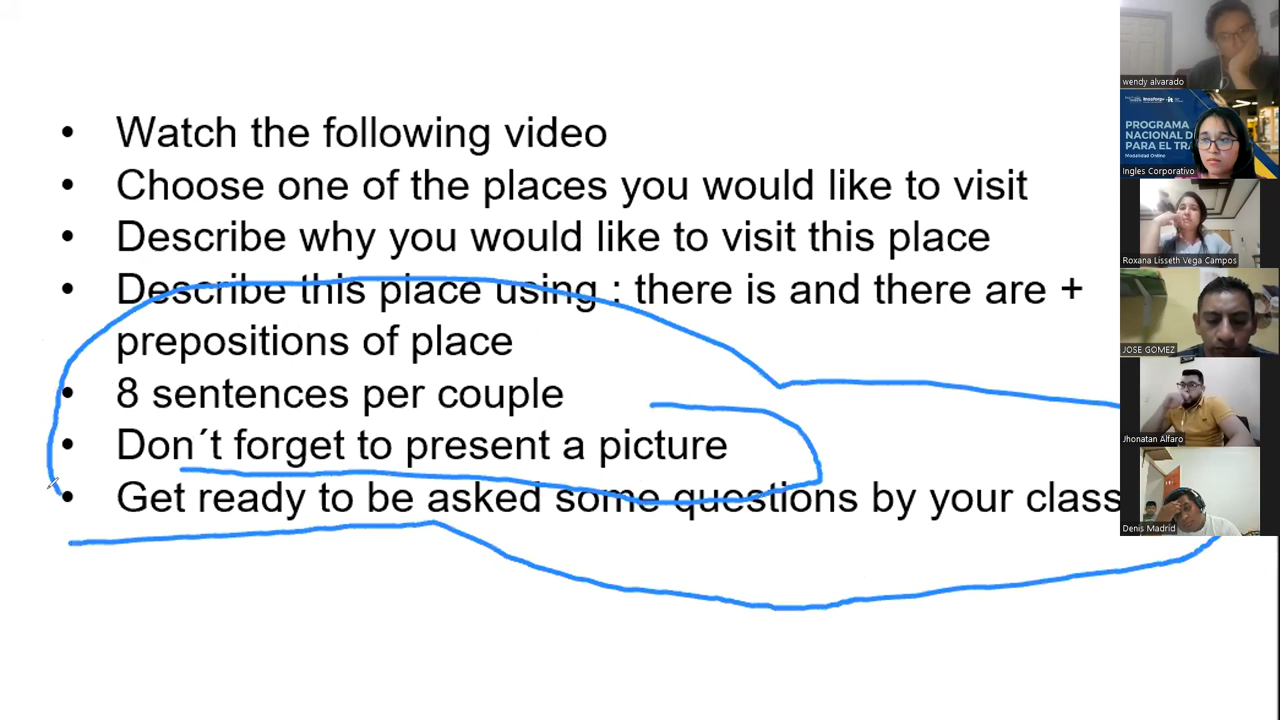 • Watch the following video
• Choose one of the places you would like to visit
• Describe why you would like to visit this place
• Describe this place using : there is and there are +
prepositions of place
• 8 sentences per couple
• Don´t forget to present a picture
• Get ready to be asked some questions by your class
wendy alvarado
PROGRAMA
NACIONAL D
PARA EL TRA
Modalidad Online
Ingles Corporativo
Roxana Lisseth Vega Campos
JOSE GOMEZ
Jhonatan Alfaro
Denis Madrid